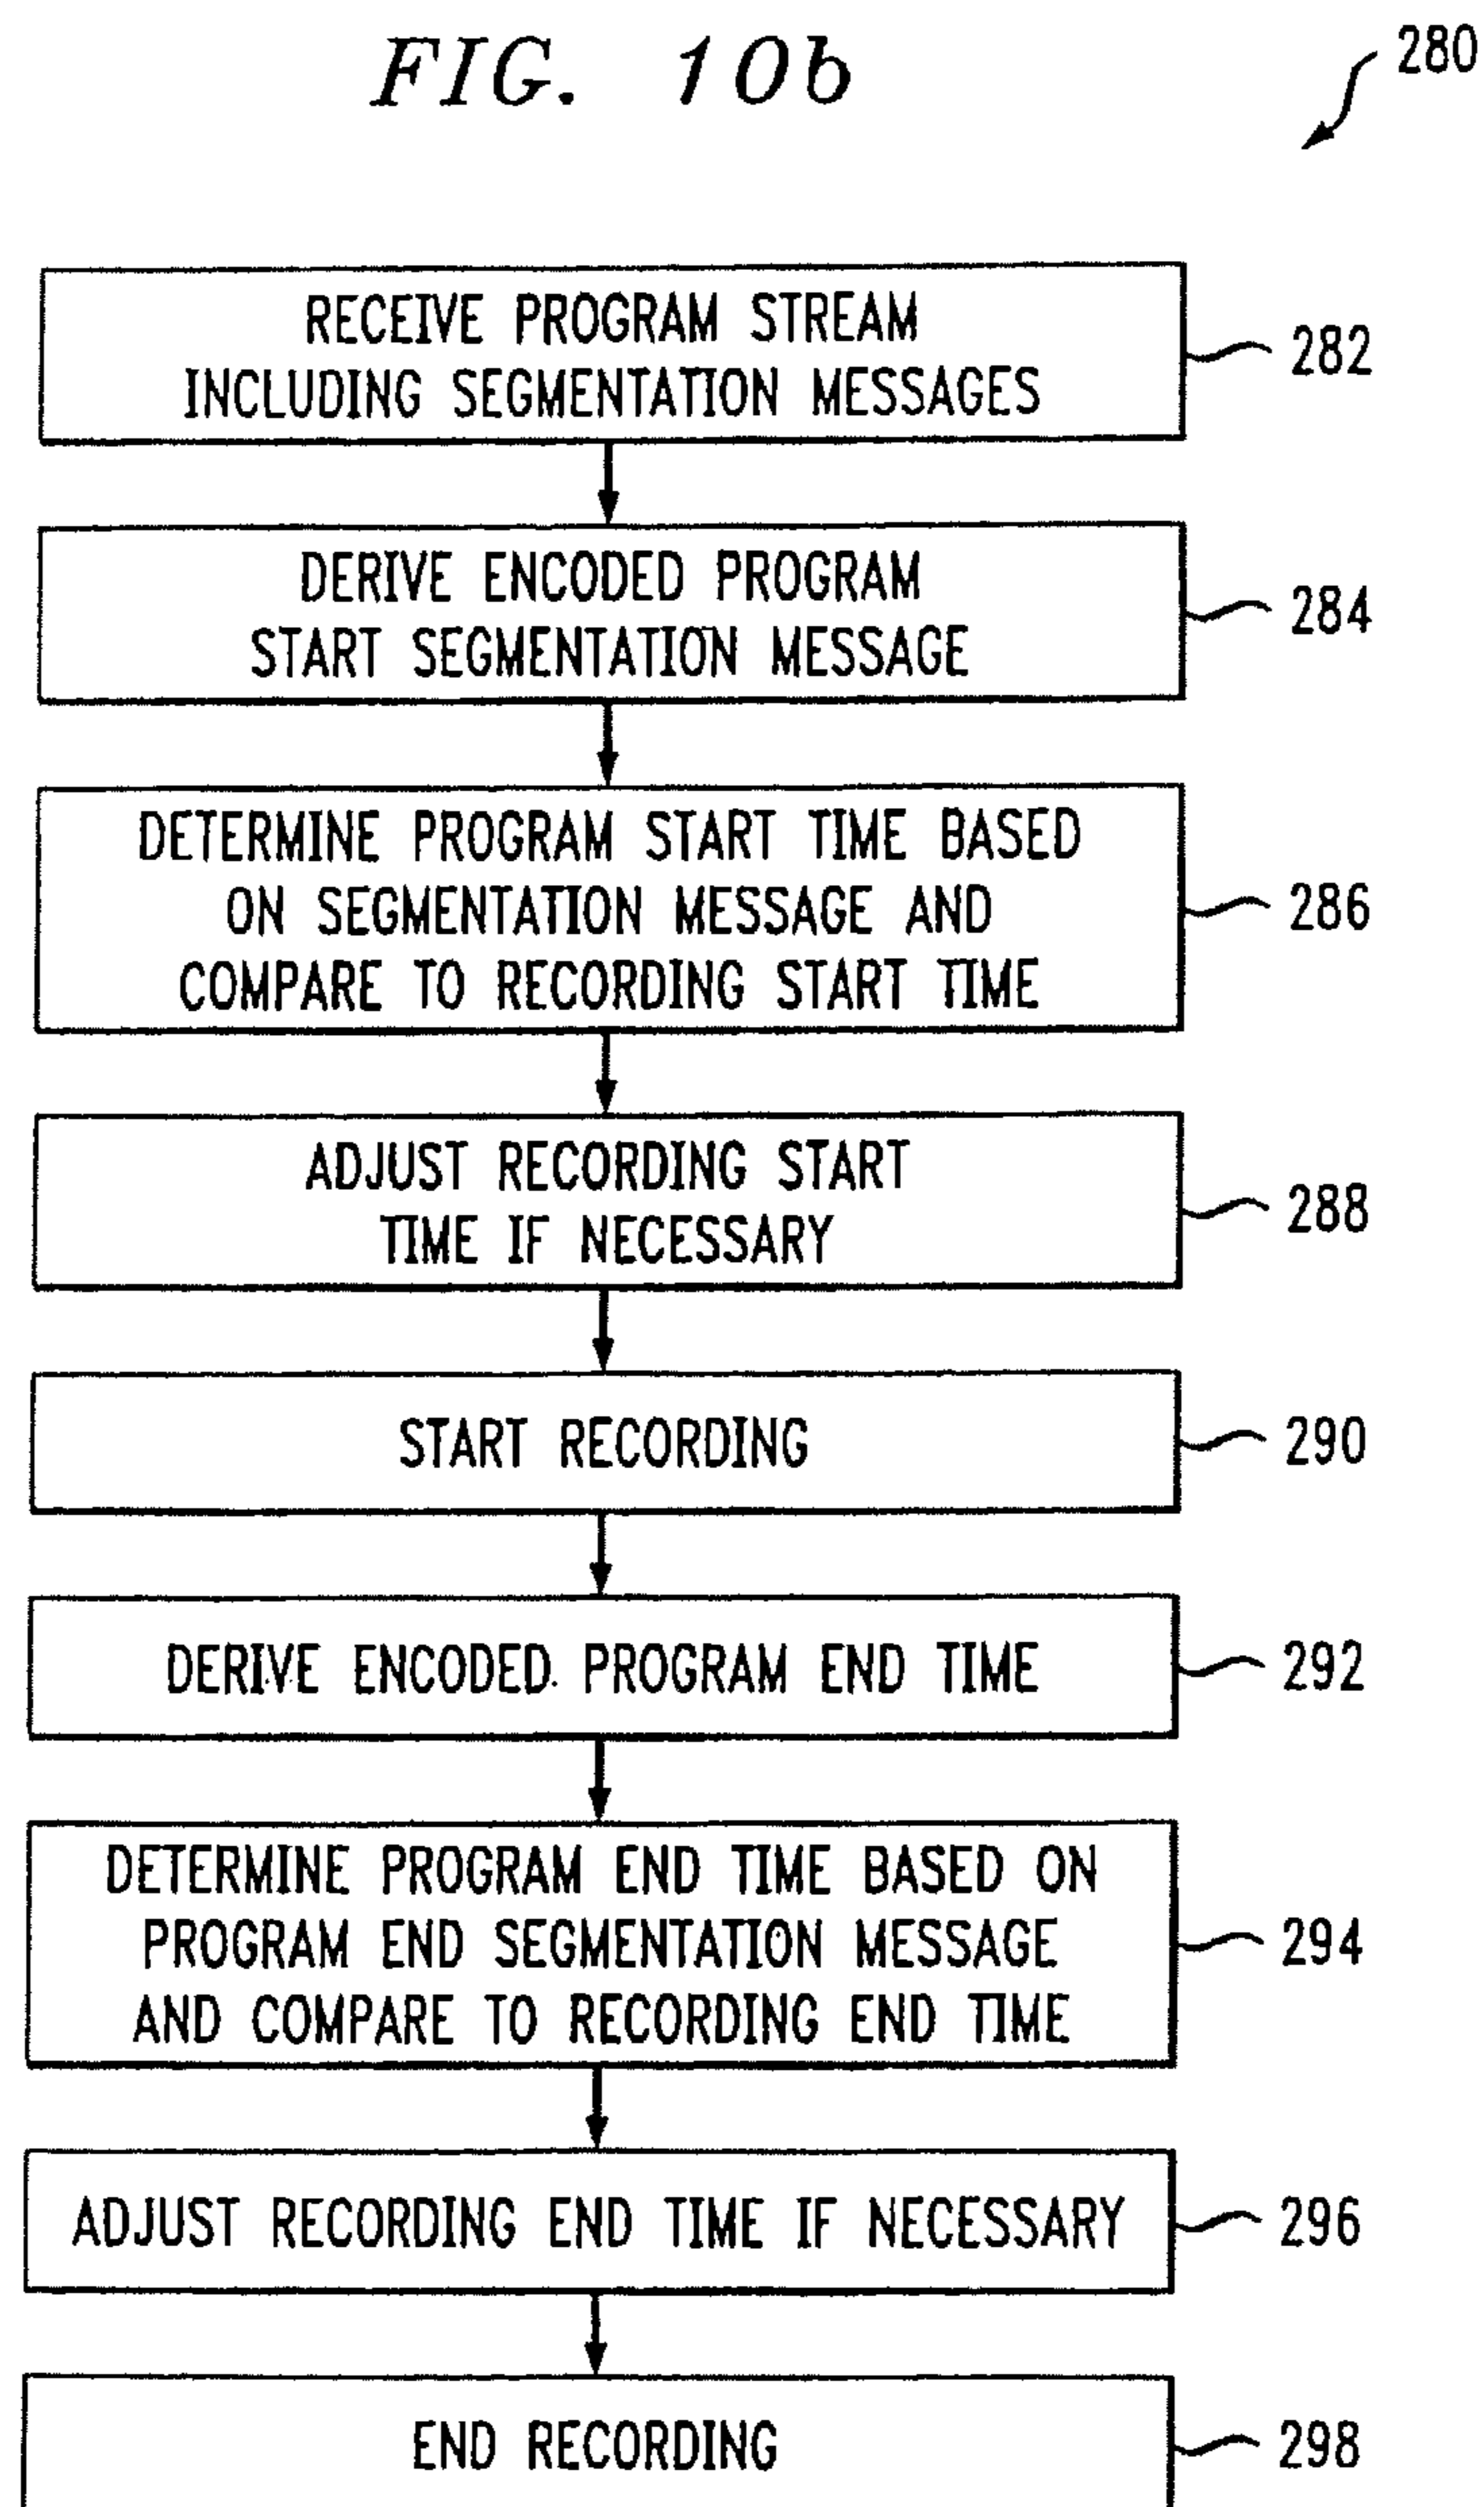 FIG. 10b
280
RECEIVE PROGRAM STREAM
INCLUDING SEGMENTATION MESSAGES
282
DERIVE ENCODED PROGRAM
START SEGMENTATION MESSAGE
284
DETERMINE PROGRAM START TIME BASED
ON SEGMENTATION MESSAGE AND
COMPARE TO RECORDING START TIME
286
ADJUST RECORDING START
TIME IF NECESSARY
288
START RECORDING
290
DERIVE ENCODED PROGRAM END TIME
292
DETERMINE PROGRAM END TIME BASED ON
PROGRAM END SEGMENTATION MESSAGE
AND COMPARE TO RECORDING END TIME
294
ADJUST RECORDING END TIME IF NECESSARY
296
END RECORDING
298